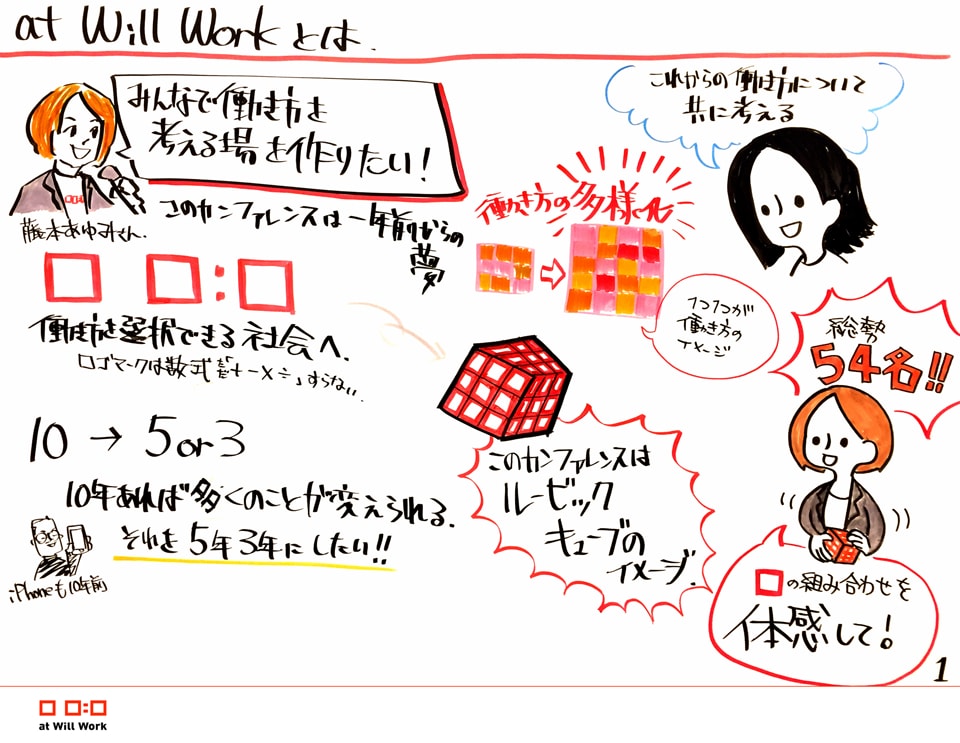 at Will Work とは.
みんなで働き方を
考える場を作りたい!
藤本あゆみさん.
このカンファレンスは一年前からの
夢
働き方を選択できる社会へ.
ロゴマークは数式
すらない.
10 → 5 or 3
10年あれば多くのことが変えられる.
それを5年3年にしたい!!
iPhoneも10年前
これからの働き方について
共に考える
働き方の多様化
1つ1つが
働き方の
イメージ
このカンファレンスは
ルービック
キューブの
イメージ.
総勢
54名!!
□の組み合わせを
体感して!
1
at Will Work